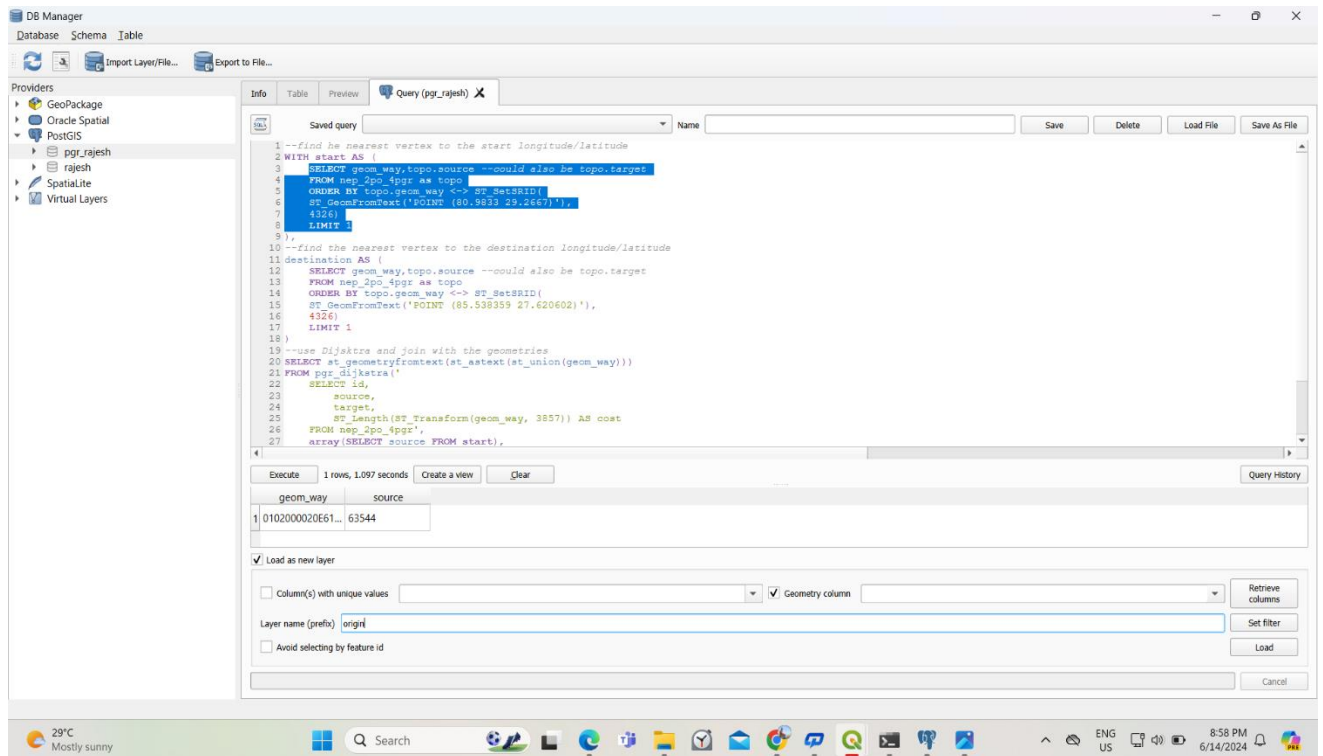 DB Manager
Database Schema Table
Import Layer/File... Export to File...
Providers
GeoPackage
Oracle Spatial
PostGIS
pgr_rajesh
rajesh
SpatiaLite
Virtual Layers
Info Table Preview Query (pgr_rajesh)
Saved query Name Save Delete Load File Save As File
1 --find he nearest vertex to the start longitude/latitude
2 WITH start AS (
3 SELECT geom_way,topo.source --could also be topo.target
4 FROM nep_2po_4pgr as topo
5 ORDER BY topo.geom_way <-> ST_SetSRID(
6 ST_GeomFromText('POINT (80.9833 29.2667)'),
7 4326)
8 LIMIT 1
9 ),
10 --find the nearest vertex to the destination longitude/latitude
11 destination AS (
12 SELECT geom_way,topo.source --could also be topo.target
13 FROM nep_2po_4pgr as topo
14 ORDER BY topo.geom_way <-> ST_SetSRID(
15 ST_GeomFromText('POINT (85.538359 27.620602)'),
16 4326)
17 LIMIT 1
18 )
19 --use Dijsktra and join with the geometries
20 SELECT st_geometryfromtext(st_astext(st_union(geom_way)))
21 FROM pgr_dijkstra('
22 SELECT id,
23 source,
24 target,
25 ST_Length(ST_Transform(geom_way, 3857)) AS cost
26 FROM nep_2po_4pgr',
27 array(SELECT source FROM start),
Execute 1 rows, 1.097 seconds Create a view Clear Query History
geom_way source
1 0102000020E61... 63544
Load as new layer
Column(s) with unique values Geometry column Retrieve columns
Layer name (prefix) origin Set filter
Avoid selecting by feature id Load
Cancel
29°C
Mostly sunny
Search
ENG
US
8:58 PM
6/14/2024